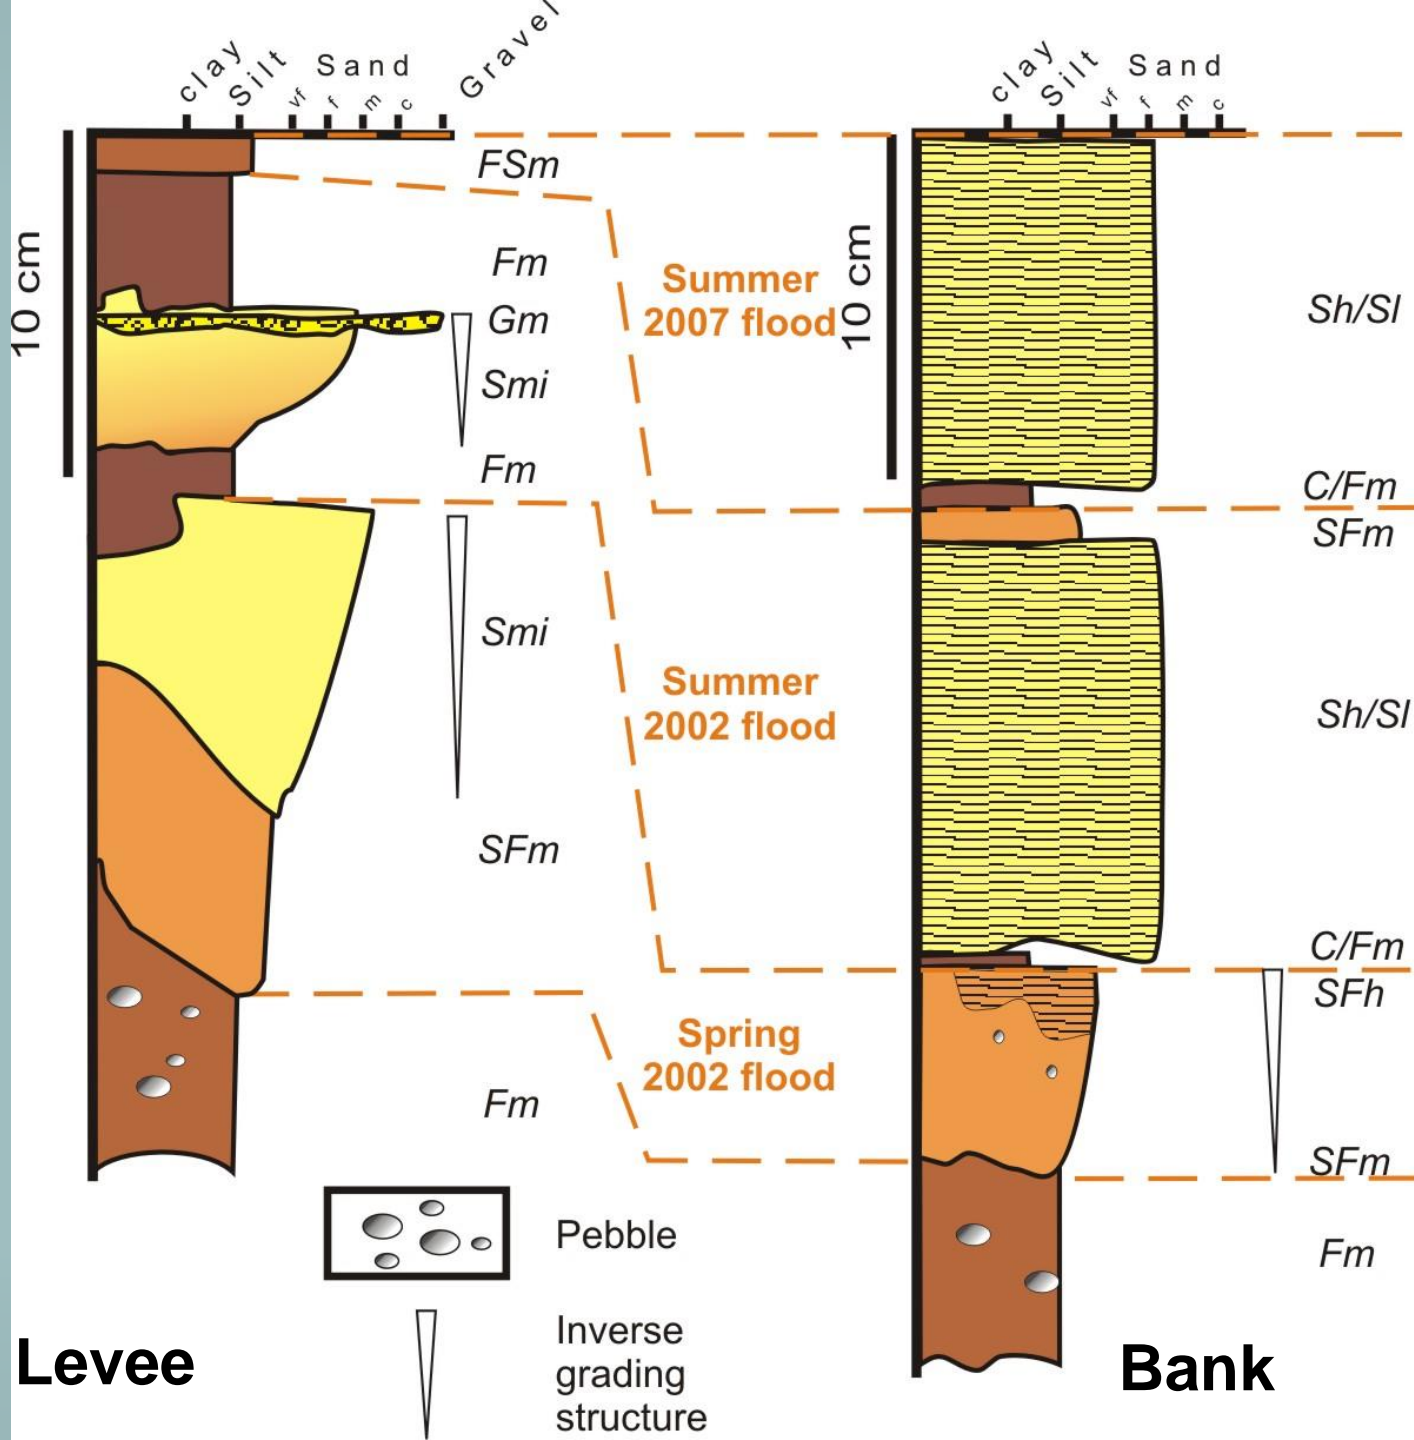 clay
Silt
Sand
Gravel
vf
f
m
c
clay
Silt
Sand
vf
f
m
c
10 cm
FSm
Fm
Gm
Smi
Fm
Smi
SFm
Fm
Summer
2007 flood
Summer
2002 flood
Spring
2002 flood
10 cm
Sh/Sl
C/Fm
SFm
Sh/Sl
C/Fm
SFh
SFm
Fm
Pebble
Inverse
grading
structure
Levee
Bank